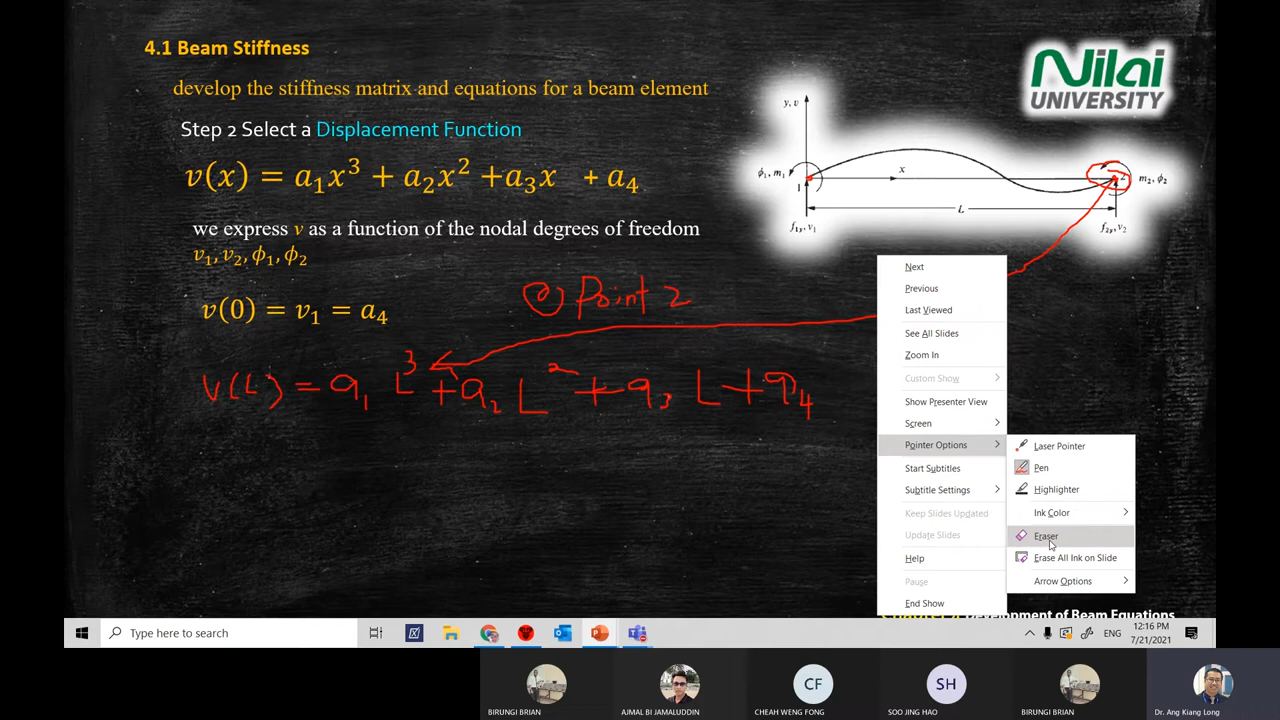 4.1 Beam Stiffness
develop the stiffness matrix and equations for a beam element
Step 2 Select a Displacement Function
v(x) = a₁x³ + a₂x² +a₃x + a₄
we express v as a function of the nodal degrees of freedom
v₁, v₂, ϕ₁, ϕ₂
v(0) = v₁ = a₄
@ Point 2
V(L) = a₁ L³ + a₂ L² + a₃ L + a₄
Nilai
UNIVERSITY
y, v
ϕ₁, m₁
x
m₂, ϕ₂
1
L
f₁y, v₁
f₂y, v₂
Next
Previous
Last Viewed
See All Slides
Zoom In
Custom Show
Show Presenter View
Screen
Pointer Options
Start Subtitles
Subtitle Settings
Keep Slides Updated
Update Slides
Help
Pause
End Show
Laser Pointer
Pen
Highlighter
Ink Color
Eraser
Erase All Ink on Slide
Arrow Options
Development of Beam Equations
Type here to search
ENG
12:16 PM
7/21/2021
BIRUNGI BRIAN
AJMAL BI JAMALUDDIN
CF
CHEAH WENG FONG
SH
SOO JING HAO
BIRUNGI BRIAN
Dr. Ang Kiang Long